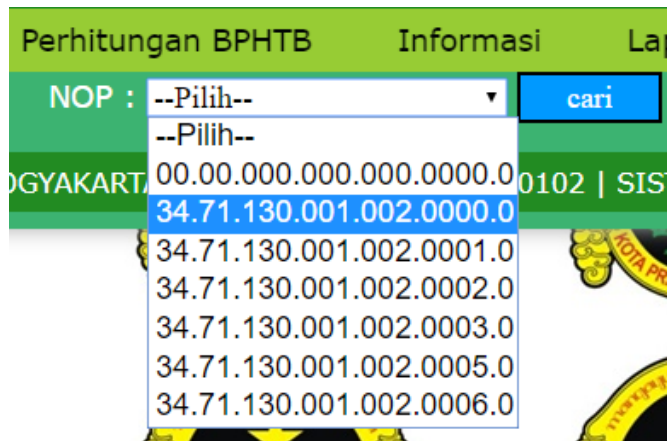 Perhitungan BPHTB Informasi
NOP : --Pilih-- cari
--Pilih--
00.00.000.000.000.0000.0
OGYAKARTA 0102 | SIS
34.71.130.001.002.0000.0
34.71.130.001.002.0001.0
34.71.130.001.002.0002.0
34.71.130.001.002.0003.0
34.71.130.001.002.0005.0
34.71.130.001.002.0006.0
KOTA